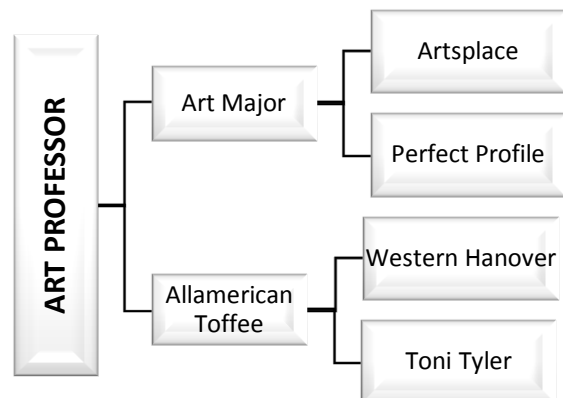 ART PROFESSOR
Art Major
Artsplace
Perfect Profile
Allamerican
Toffee
Western Hanover
Toni Tyler